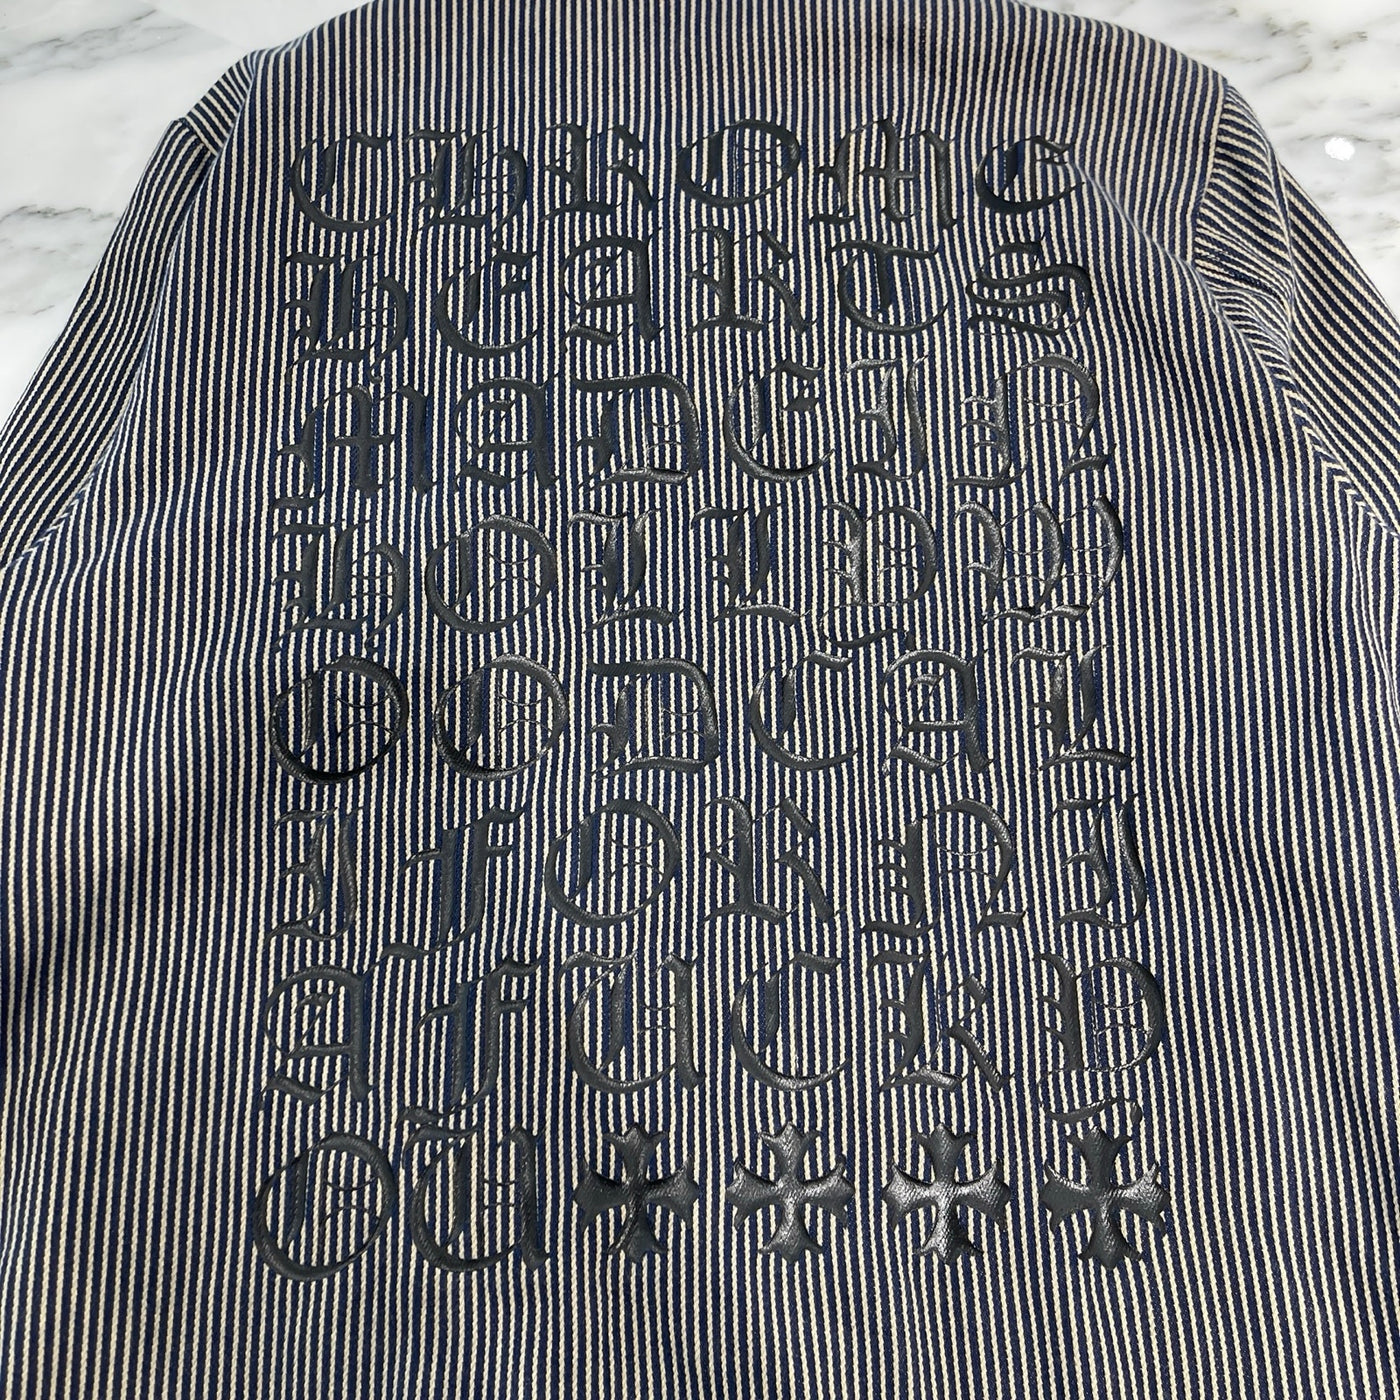 CHROME
HEARTS
MADEIN
HOLLYW
OODCAL
IFORNI
AFUCKY
OU